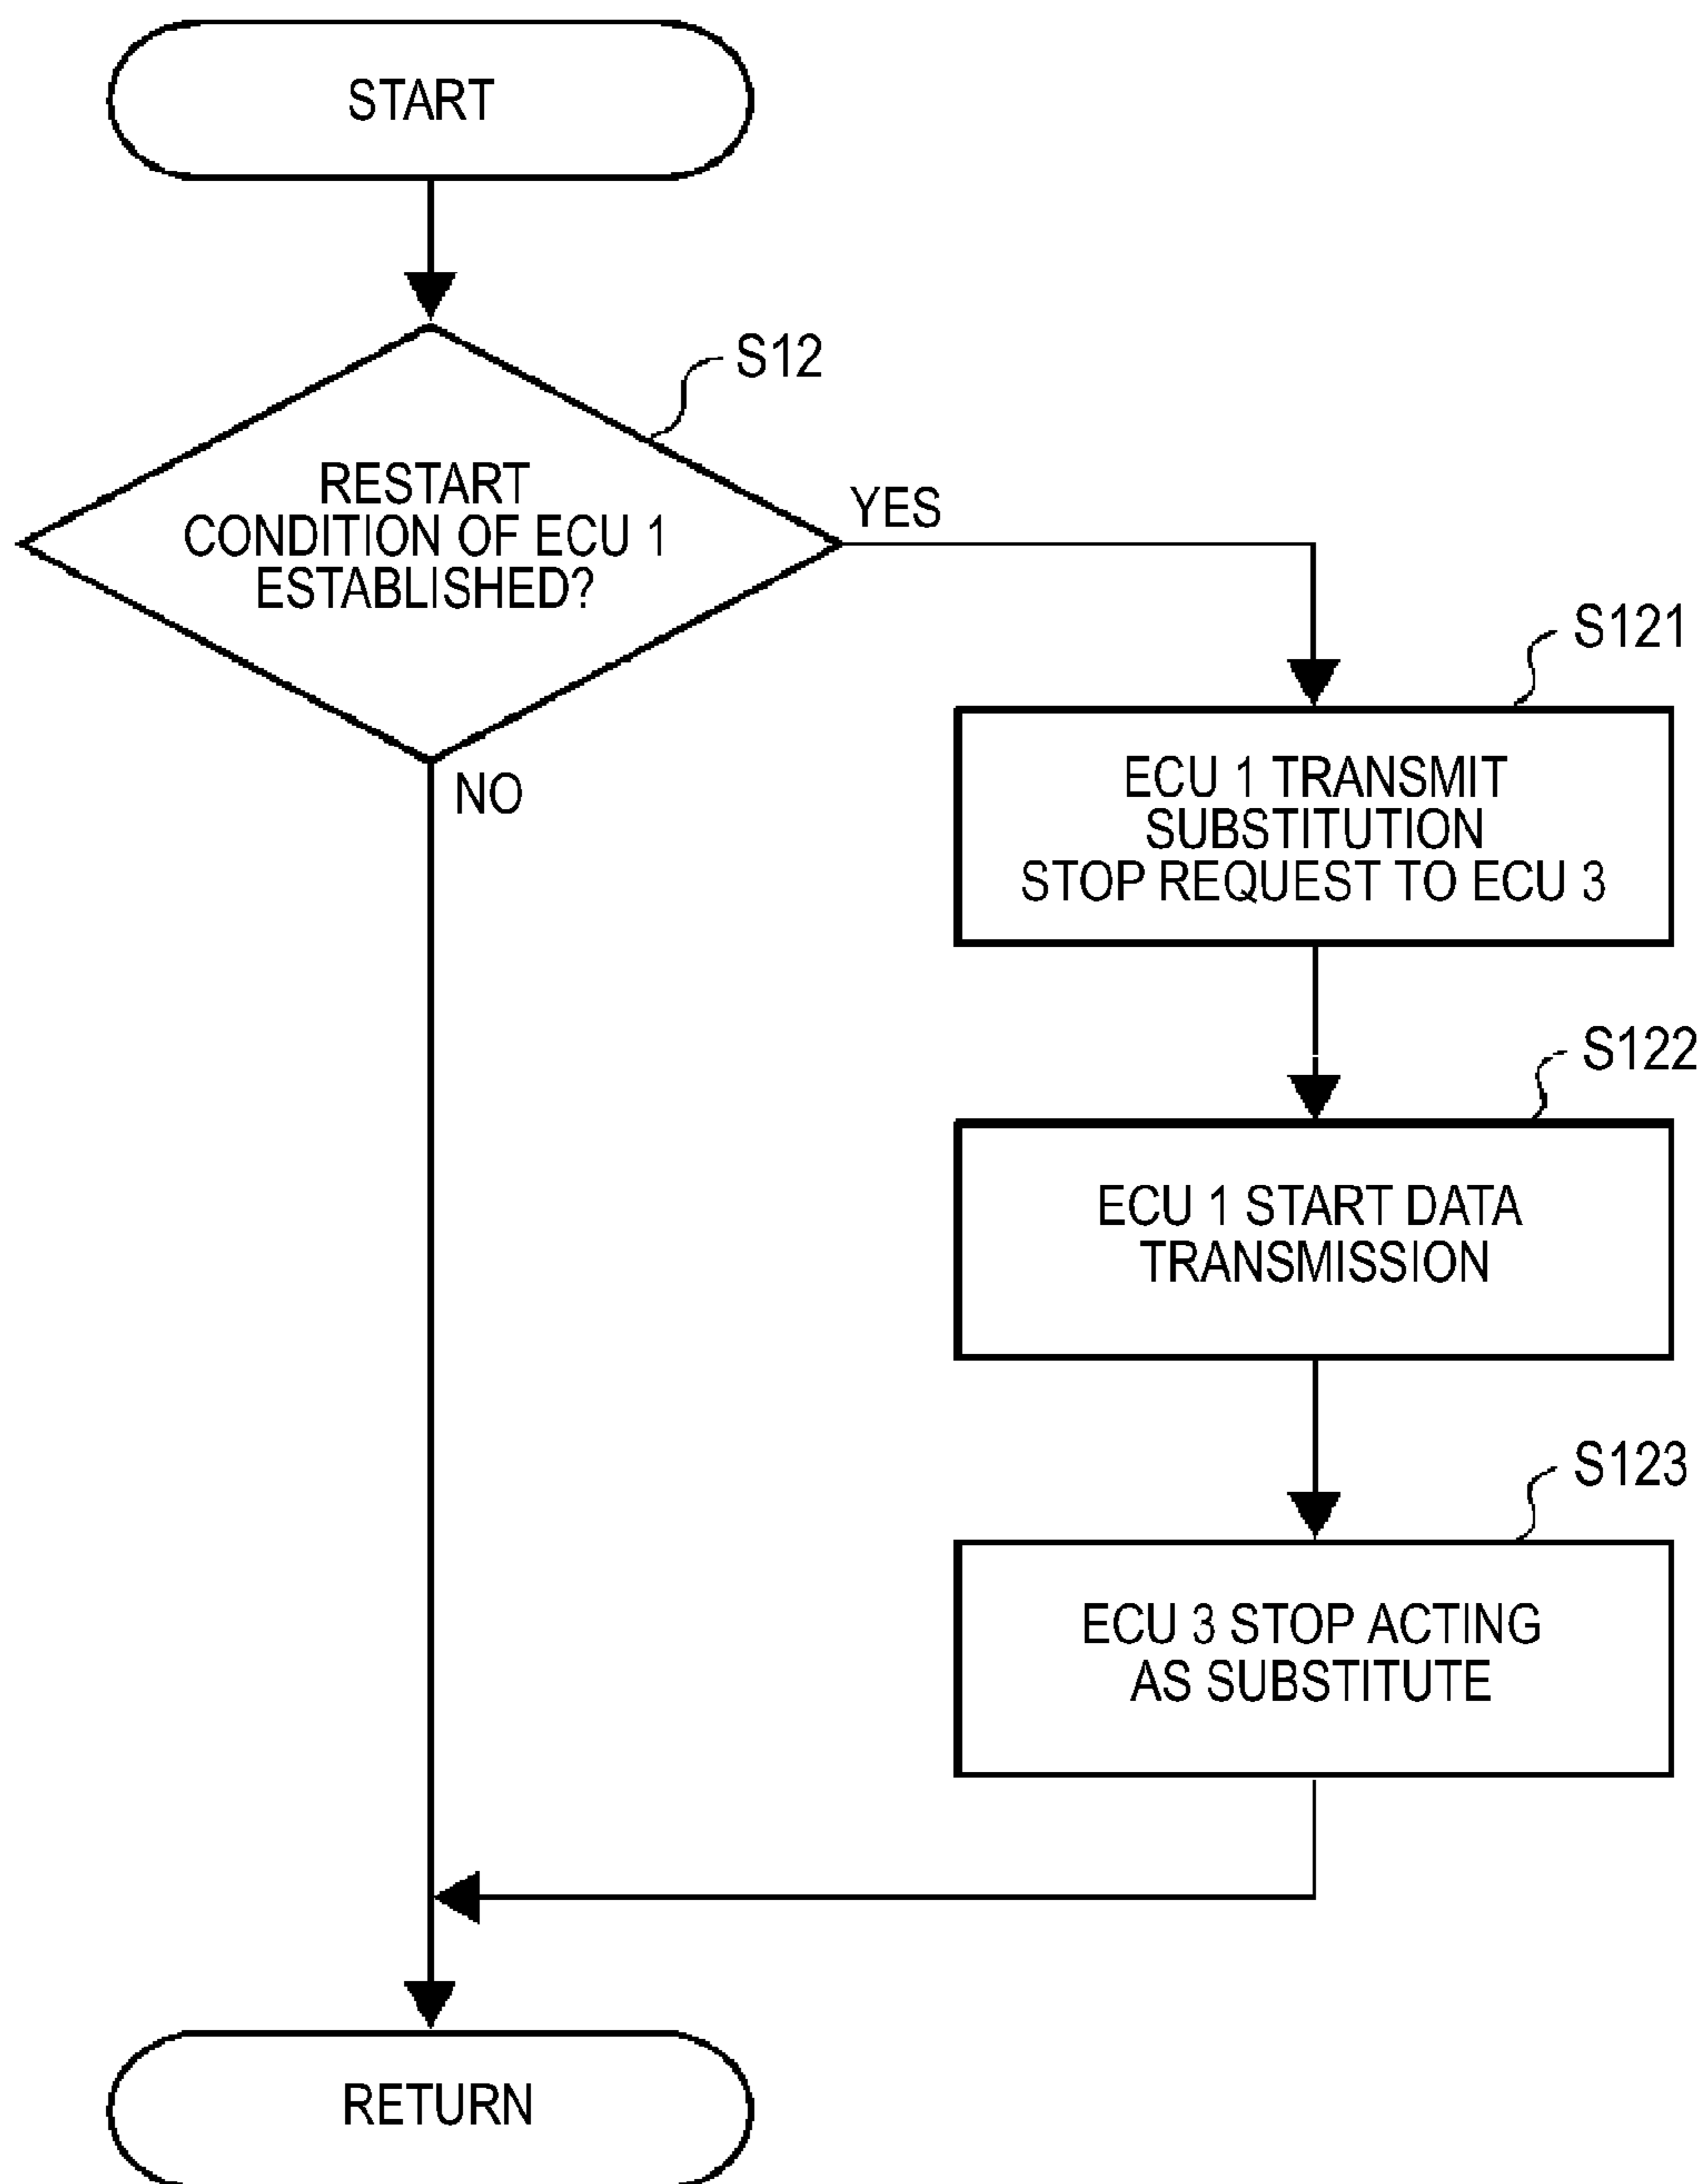 START
S12
RESTART
CONDITION OF ECU 1
ESTABLISHED?
YES
NO
S121
ECU 1 TRANSMIT
SUBSTITUTION
STOP REQUEST TO ECU 3
S122
ECU 1 START DATA
TRANSMISSION
S123
ECU 3 STOP ACTING
AS SUBSTITUTE
RETURN